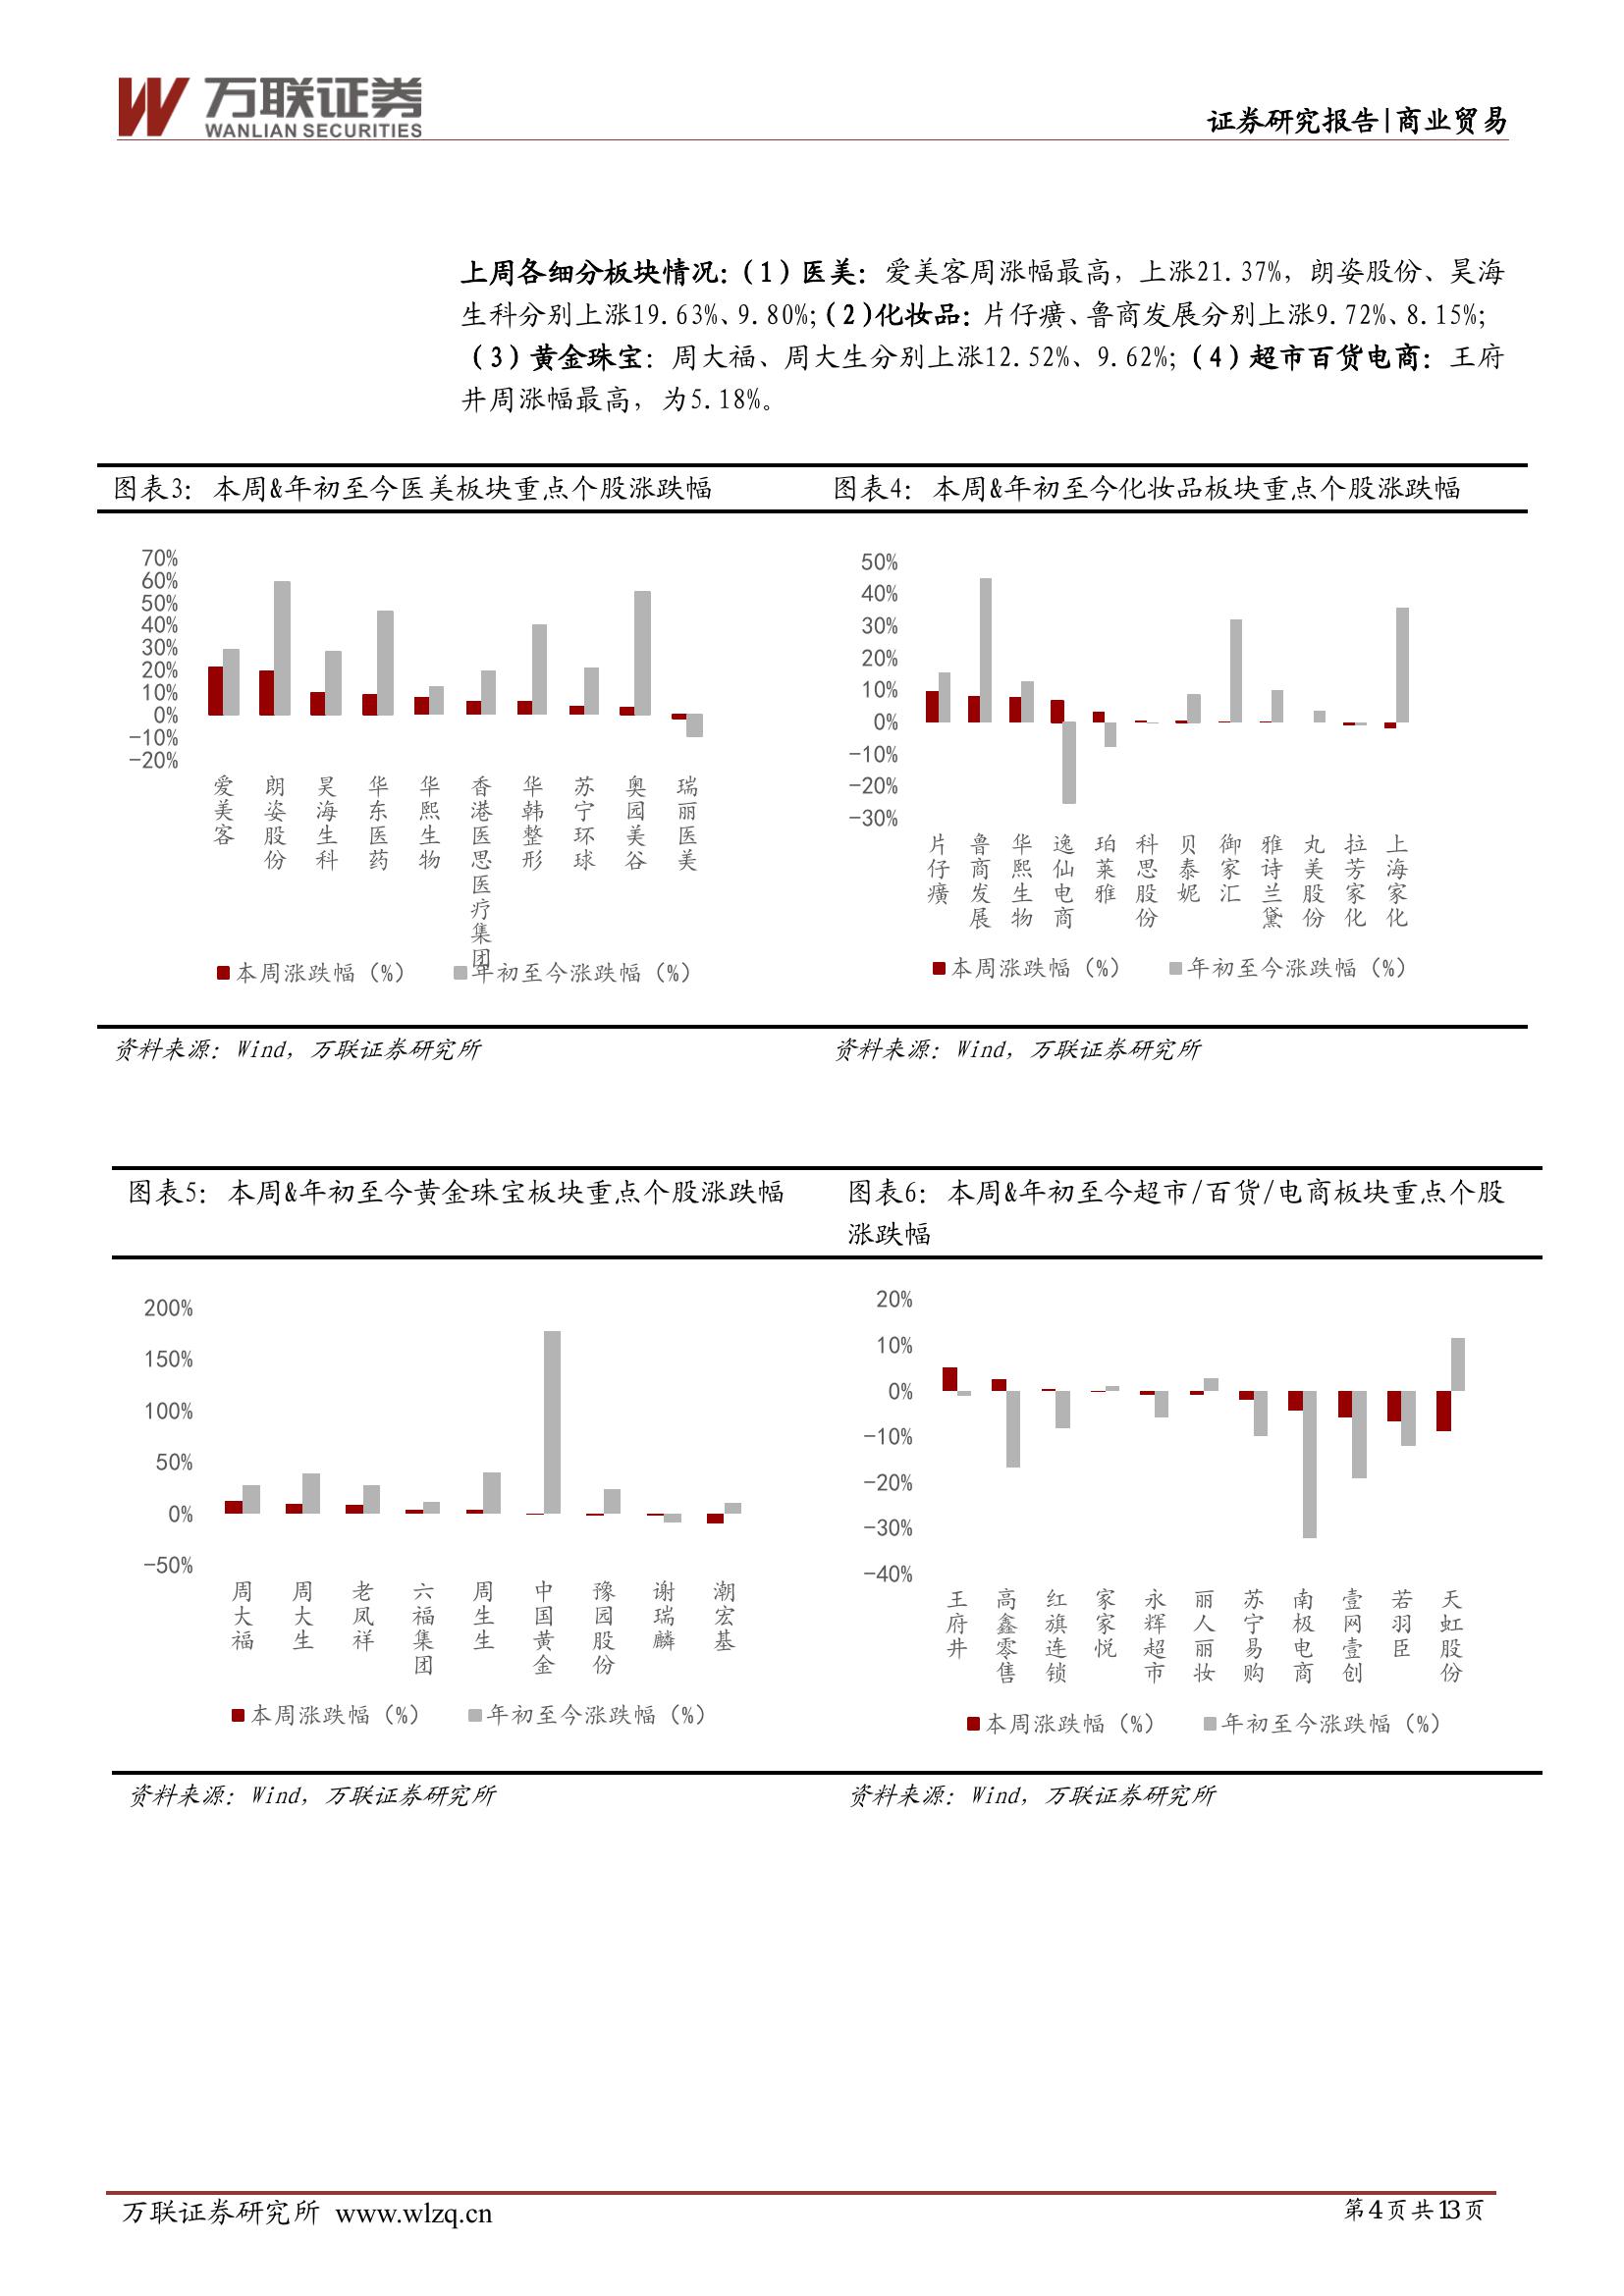 万联证券
WANLIAN SECURITIES
证券研究报告|商业贸易
上周各细分板块情况：（1）医美：爱美客周涨幅最高，上涨21.37%，朗姿股份、昊海
生科分别上涨19.63%、9.80%；（2）化妆品：片仔癀、鲁商发展分别上涨9.72%、8.15%；
（3）黄金珠宝：周大福、周大生分别上涨12.52%、9.62%；（4）超市百货电商：王府
井周涨幅最高，为5.18%。
图表3：本周&年初至今医美板块重点个股涨跌幅
70%
60%
50%
40%
30%
20%
10%
0%
-10%
-20%
爱美客
朗姿股份
昊海生科
华东医药
华熙生物
香港医思医疗集团
华韩整形
苏宁环球
奥园美谷
瑞丽医美
本周涨跌幅（%）
年初至今涨跌幅（%）
资料来源：Wind，万联证券研究所
图表4：本周&年初至今化妆品板块重点个股涨跌幅
50%
40%
30%
20%
10%
0%
-10%
-20%
-30%
片仔癀
鲁商发展
华熙生物
逸仙电商
珀莱雅
科思股份
贝泰妮
御家汇
雅诗兰黛
丸美股份
拉芳家化
上海家化
本周涨跌幅（%）
年初至今涨跌幅（%）
资料来源：Wind，万联证券研究所
图表5：本周&年初至今黄金珠宝板块重点个股涨跌幅
200%
150%
100%
50%
0%
-50%
周大福
周大生
老凤祥
六福集团
周生生
中国黄金
豫园股份
谢瑞麟
潮宏基
本周涨跌幅（%）
年初至今涨跌幅（%）
资料来源：Wind，万联证券研究所
图表6：本周&年初至今超市/百货/电商板块重点个股
涨跌幅
20%
10%
0%
-10%
-20%
-30%
-40%
王府井
高鑫零售
红旗连锁
家家悦
永辉超市
丽人丽妆
苏宁易购
南极电商
壹网壹创
若羽臣
天虹股份
本周涨跌幅（%）
年初至今涨跌幅（%）
资料来源：Wind，万联证券研究所
万联证券研究所 www.wlzq.cn
第4页共13页